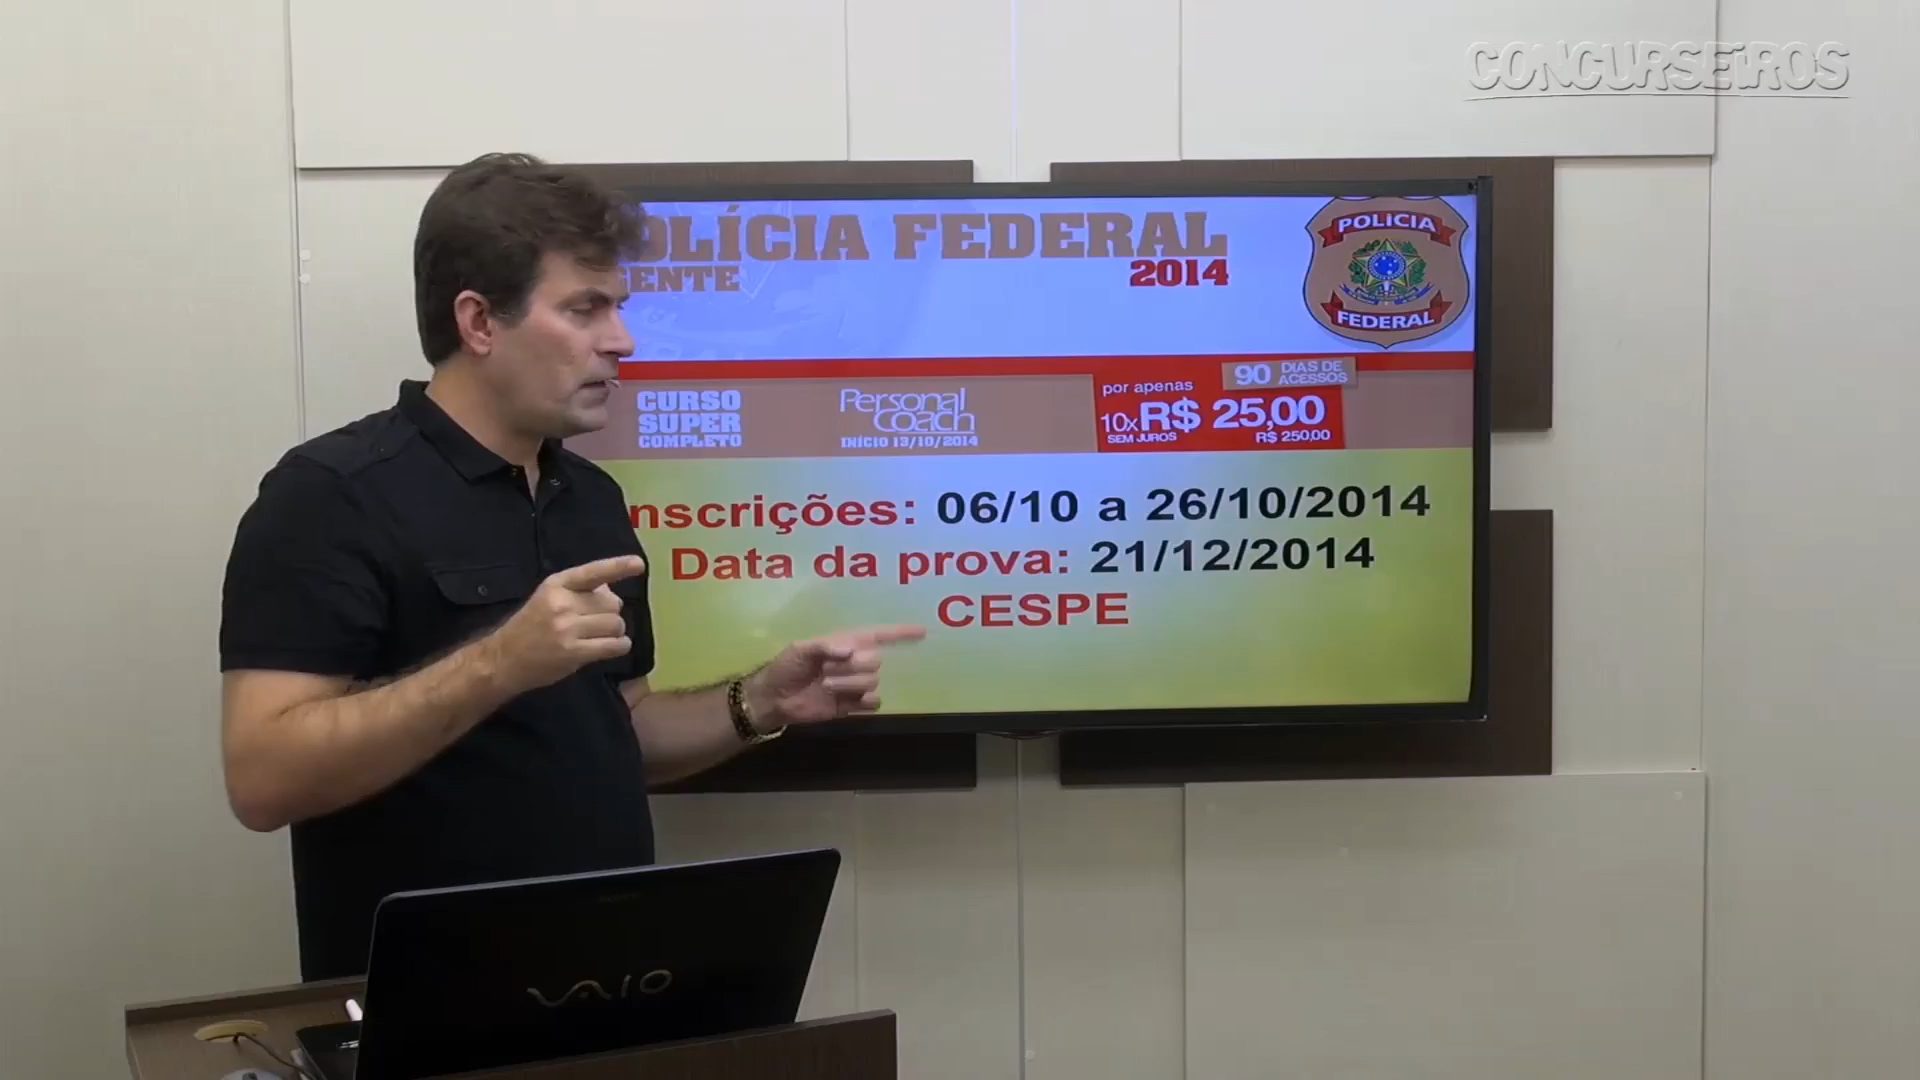 CONCURSEIROS
OLÍCIA FEDERAL
GENTE
2014
POLICIA
FEDERAL
CURSO
SUPER
COMPLETO
Personal
Coach
INÍCIO 13/10/2014
90 DIAS DE
ACESSOS
por apenas
10x R$ 25,00
SEM JUROS
R$ 250,00
nscrições: 06/10 a 26/10/2014
Data da prova: 21/12/2014
CESPE
VAIO